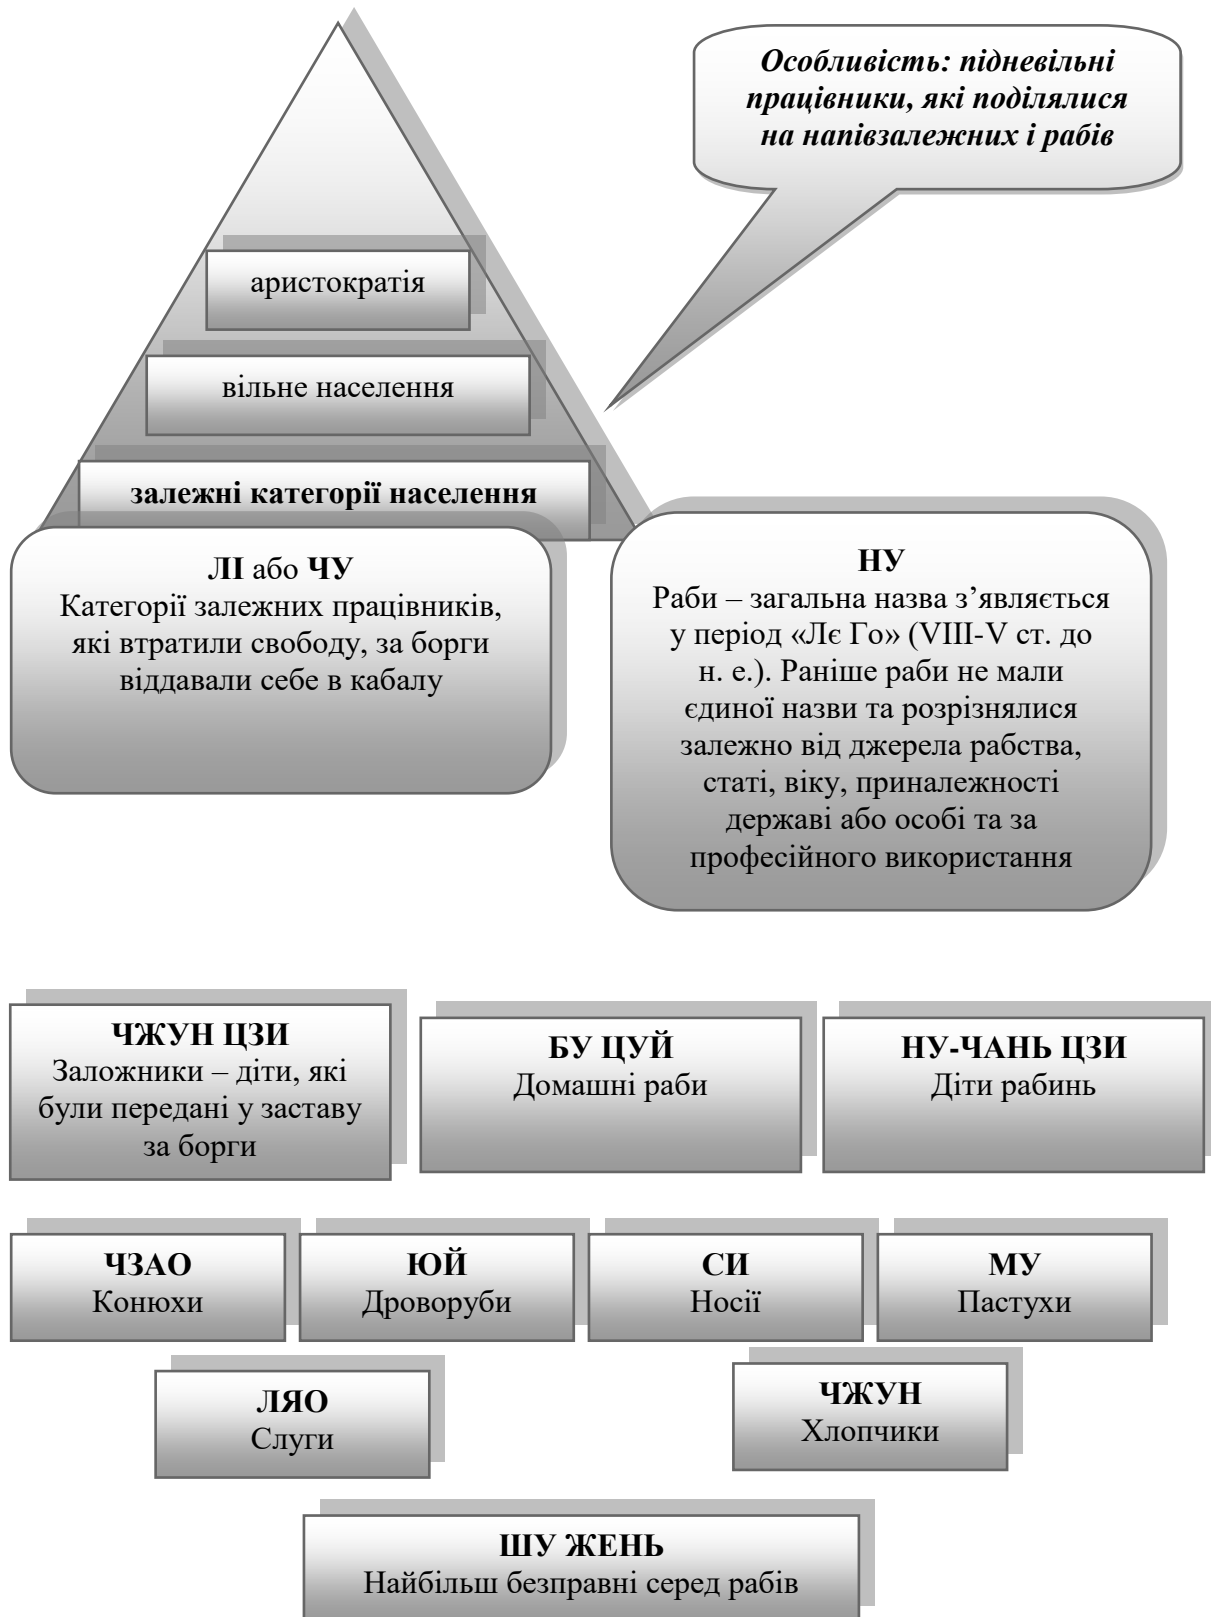 Особливість: підневільні
працівники, які поділялися
на напівзалежних і рабів
аристократія
вільне населення
залежні категорії населення
ЛІ або ЧУ
Категорії залежних працівників,
які втратили свободу, за борги
віддавали себе в кабалу
НУ
Раби – загальна назва з’являється
у період «Лє Го» (VIII-V ст. до
н. е.). Раніше раби не мали
єдиної назви та розрізнялися
залежно від джерела рабства,
статі, віку, приналежності
державі або особі та за
професійного використання
ЧЖУН ЦЗИ
Заложники – діти, які
були передані у заставу
за борги
БУ ЦУЙ
Домашні раби
НУ-ЧАНЬ ЦЗИ
Діти рабинь
ЧЗАО
Конюхи
ЮЙ
Дроворуби
СИ
Носії
МУ
Пастухи
ЛЯО
Слуги
ЧЖУН
Хлопчики
ШУ ЖЕНЬ
Найбільш безправні серед рабів